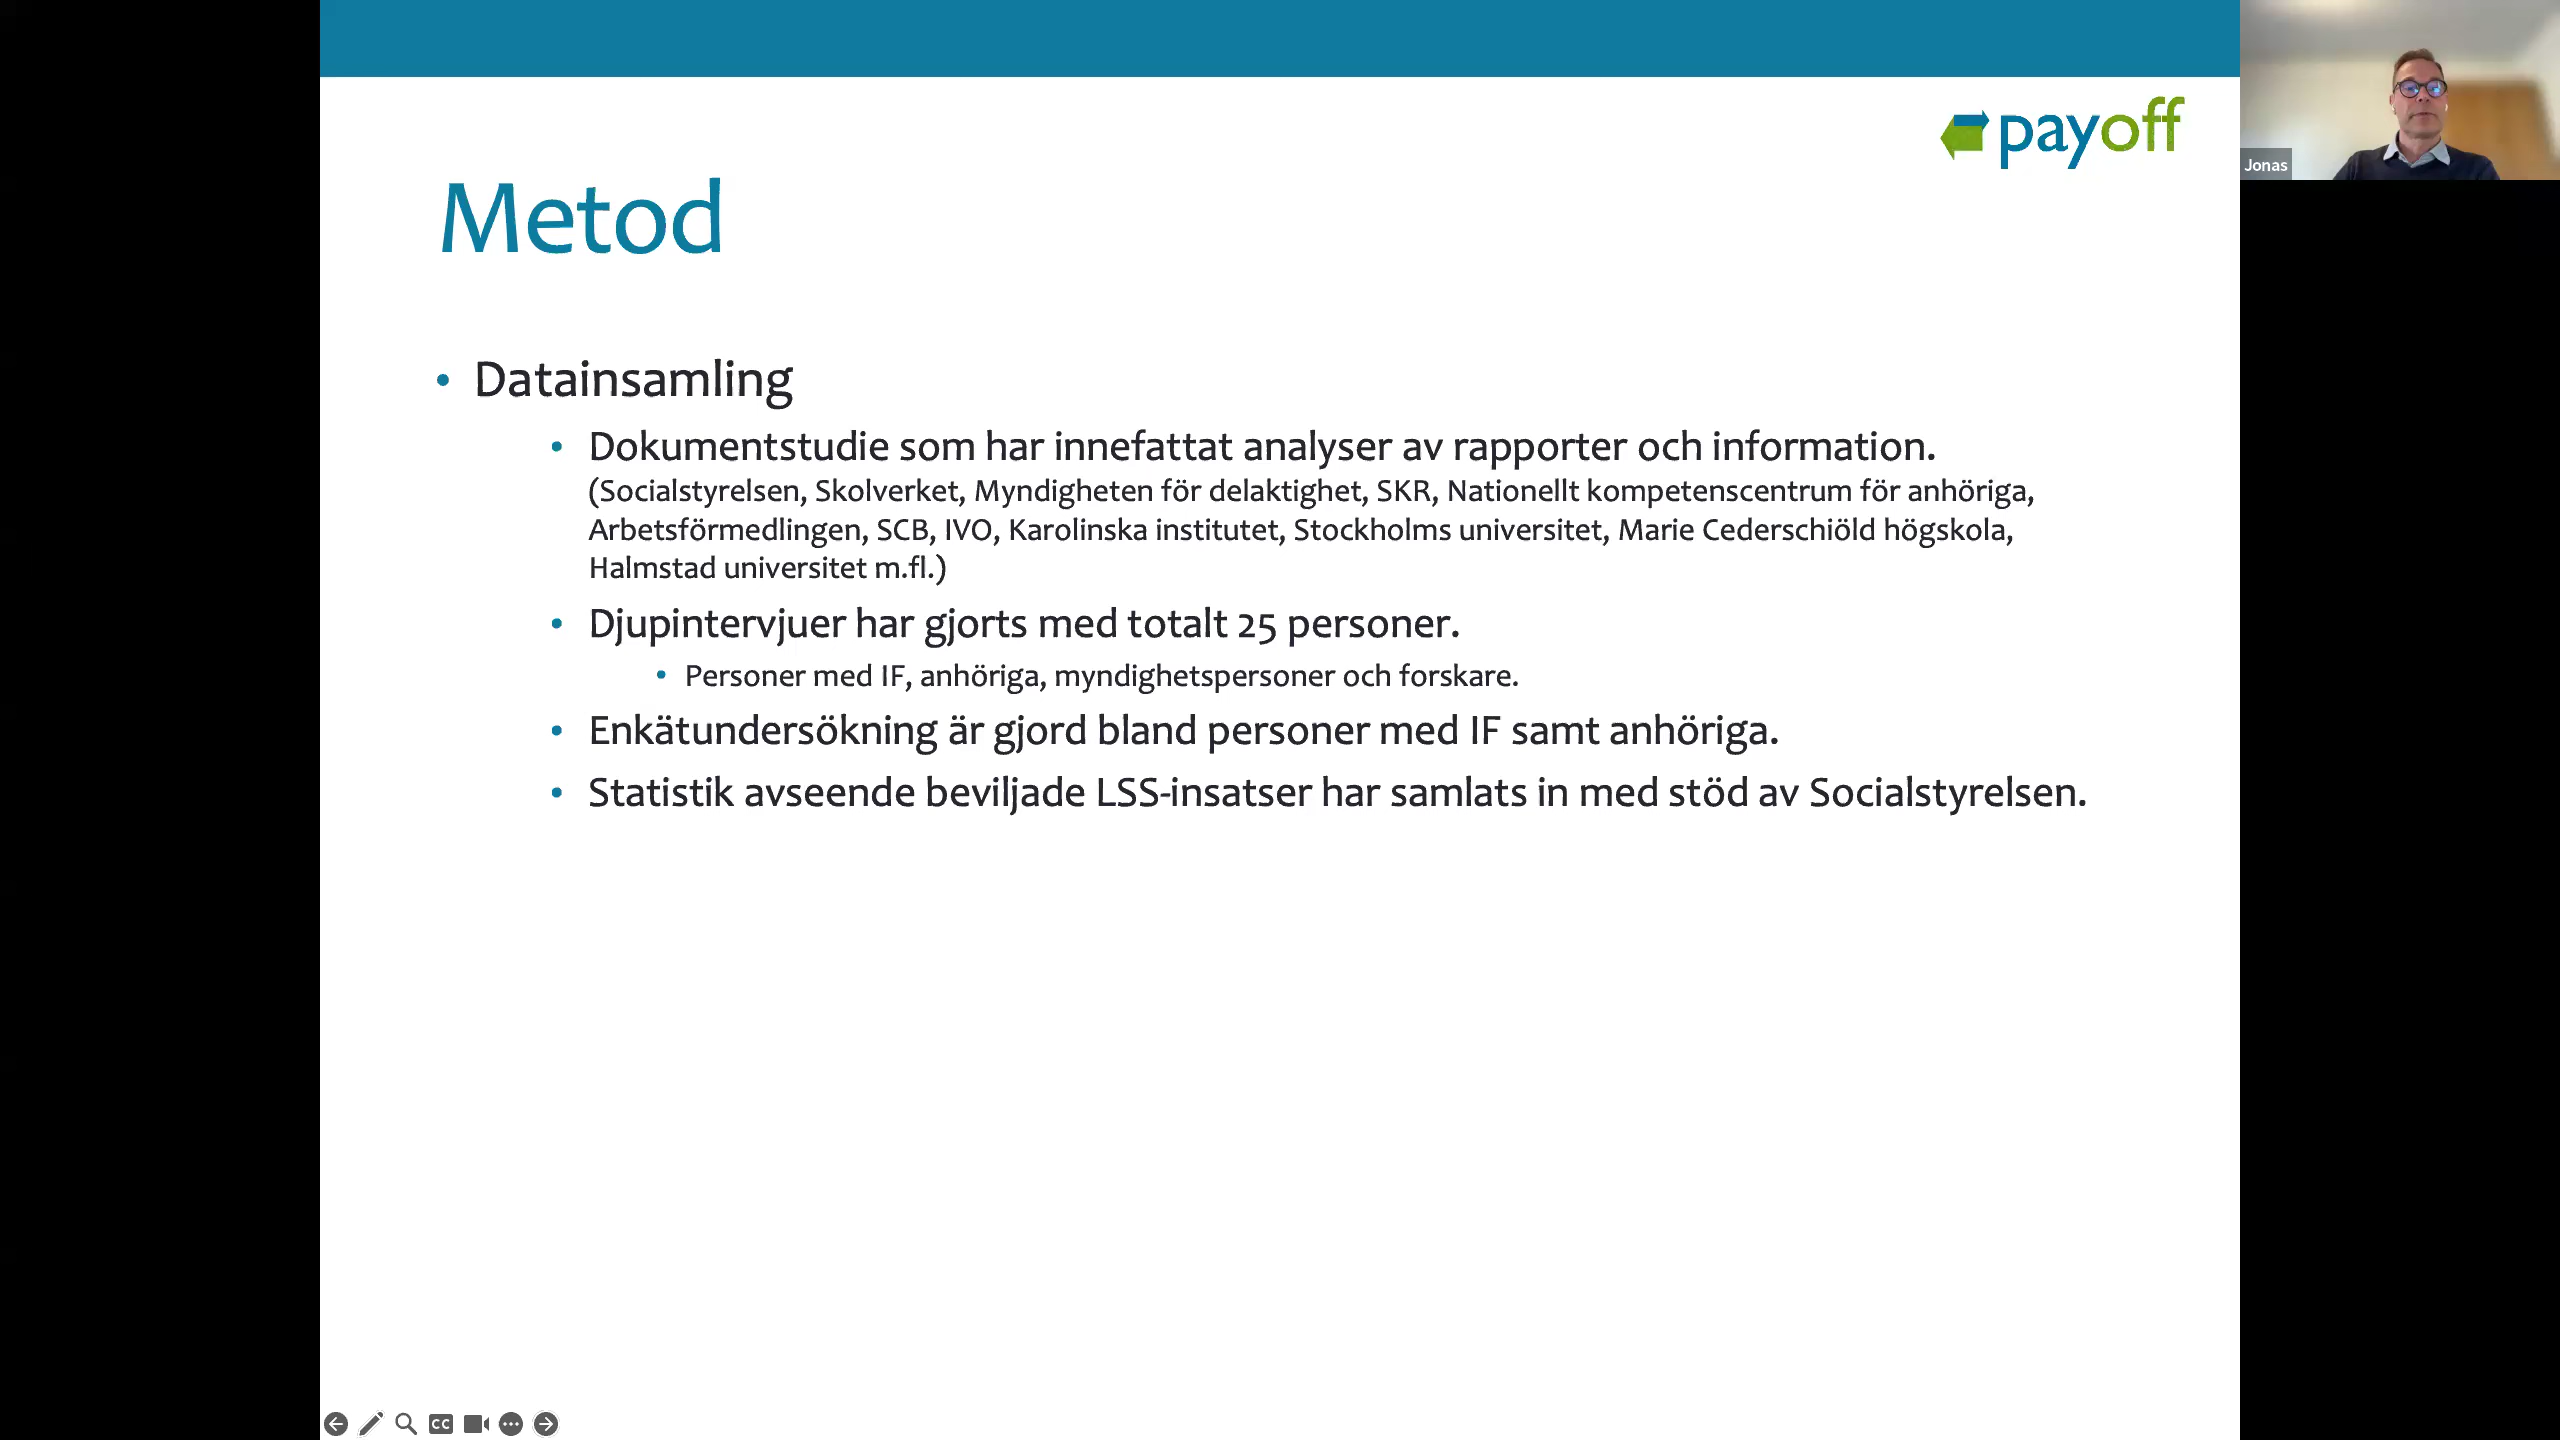 payoff
Jonas
Metod
• Datainsamling
• Dokumentstudie som har innefattat analyser av rapporter och information.
(Socialstyrelsen, Skolverket, Myndigheten för delaktighet, SKR, Nationellt kompetenscentrum för anhöriga,
Arbetsförmedlingen, SCB, IVO, Karolinska institutet, Stockholms universitet, Marie Cederschiöld högskola,
Halmstad universitet m.fl.)
• Djupintervjuer har gjorts med totalt 25 personer.
• Personer med IF, anhöriga, myndighetspersoner och forskare.
• Enkätundersökning är gjord bland personer med IF samt anhöriga.
• Statistik avseende beviljade LSS-insatser har samlats in med stöd av Socialstyrelsen.
CC